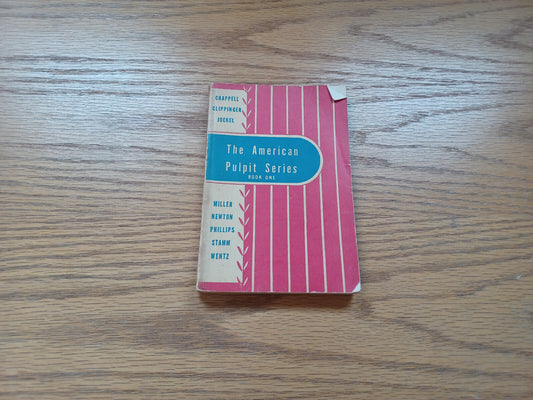 CHAPPELL
CLIPPINGER
JOCKEL
The American
Pulpit Series
BOOK ONE
MILLER
NEWTON
PHILLIPS
STAMM
WENTZ